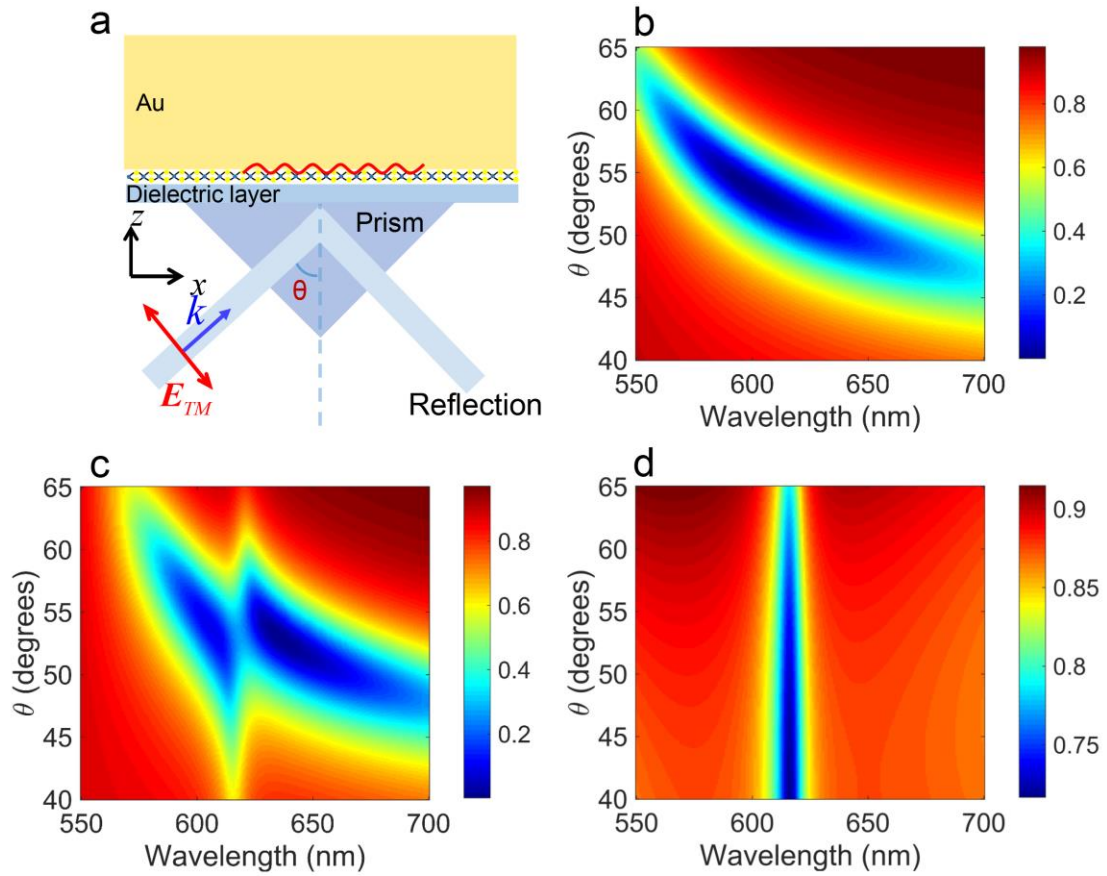 a
Au
Dielectric layer
Prism
z
x
k
θ
E_TM
Reflection
b
65
60
55
50
45
40
θ (degrees)
550
600
650
700
Wavelength (nm)
0.8
0.6
0.4
0.2
c
65
60
55
50
45
40
θ (degrees)
550
600
650
700
Wavelength (nm)
0.8
0.6
0.4
0.2
d
65
60
55
50
45
40
θ (degrees)
550
600
650
700
Wavelength (nm)
0.9
0.85
0.8
0.75